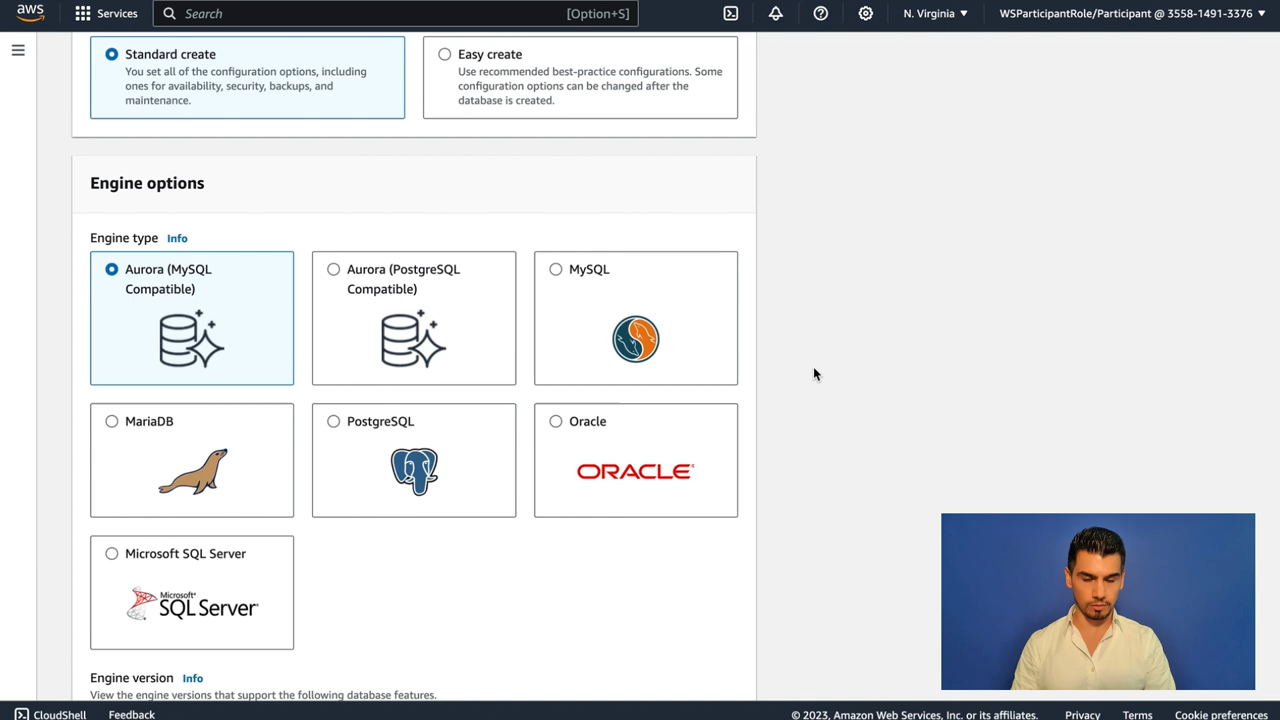 aws
Services
Search
[Option+S]
N. Virginia
WSParticipantRole/Participant @ 3558-1491-3376
Standard create
You set all of the configuration options, including
ones for availability, security, backups, and
maintenance.
Easy create
Use recommended best-practice configurations. Some
configuration options can be changed after the
database is created.
Engine options
Engine type Info
Aurora (MySQL
Compatible)
Aurora (PostgreSQL
Compatible)
MySQL
MariaDB
PostgreSQL
Oracle
ORACLE
Microsoft SQL Server
Microsoft
SQL Server
Engine version Info
View the engine versions that support the following database features.
CloudShell
Feedback
© 2023, Amazon Web Services, Inc. or its affiliates.
Privacy
Terms
Cookie preferences